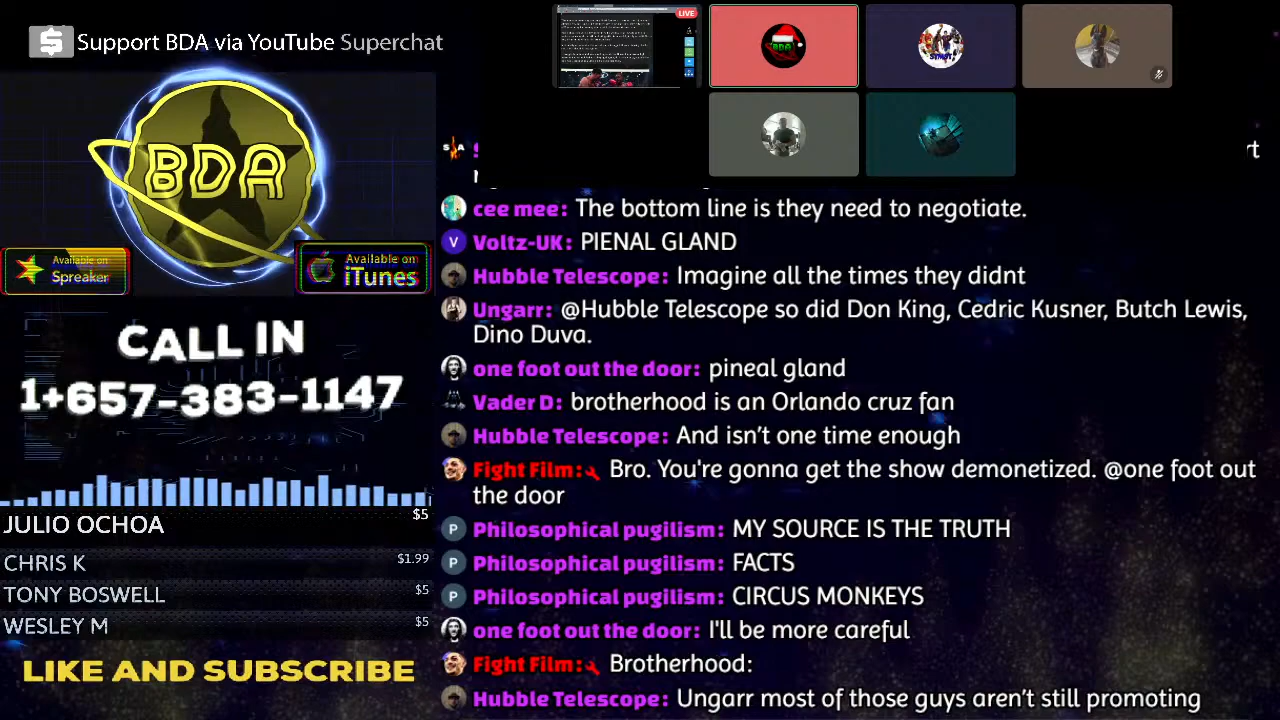 Support BDA via YouTube Superchat
LIVE
BDA
Available on
Spreaker
Available on
iTunes
CALL IN
1+657-383-1147
JULIO OCHOA $5
CHRIS K $1.99
TONY BOSWELL $5
WESLEY M $5
LIKE AND SUBSCRIBE
cee mee: The bottom line is they need to negotiate.
Voltz-UK: PIENAL GLAND
Hubble Telescope: Imagine all the times they didnt
Ungarr: @Hubble Telescope so did Don King, Cedric Kusner, Butch Lewis,
Dino Duva.
one foot out the door: pineal gland
Vader D: brotherhood is an Orlando cruz fan
Hubble Telescope: And isn't one time enough
Fight Film: Bro. You're gonna get the show demonetized. @one foot out
the door
Philosophical pugilism: MY SOURCE IS THE TRUTH
Philosophical pugilism: FACTS
Philosophical pugilism: CIRCUS MONKEYS
one foot out the door: I'll be more careful
Fight Film: Brotherhood:
Hubble Telescope: Ungarr most of those guys aren't still promoting